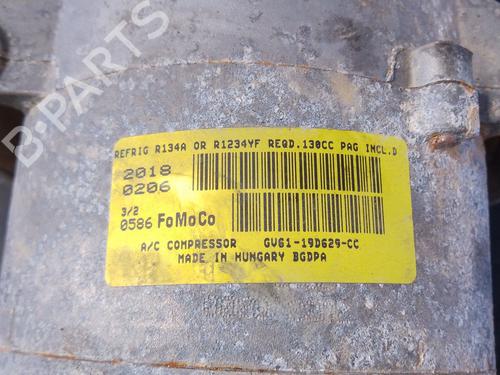 B-PARTS
REFRIG R134A OR R1234YF REQD.130CC PAG INCL.D
2018
0206
3/2
0586 FoMoCo
A/C COMPRESSOR GV61-19D629-CC
MADE IN HUNGARY BGDPA